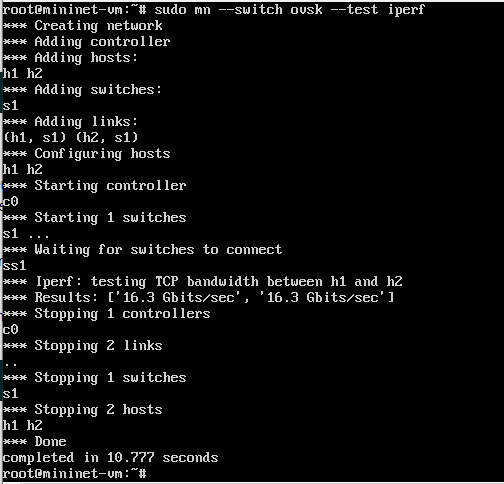 root@mininet-vm:~# sudo mn --switch ovsk --test iperf
*** Creating network
*** Adding controller
*** Adding hosts:
h1 h2
*** Adding switches:
s1
*** Adding links:
(h1, s1) (h2, s1)
*** Configuring hosts
h1 h2
*** Starting controller
c0
*** Starting 1 switches
s1 ...
*** Waiting for switches to connect
ss1
*** Iperf: testing TCP bandwidth between h1 and h2
*** Results: ['16.3 Gbits/sec', '16.3 Gbits/sec']
*** Stopping 1 controllers
c0
*** Stopping 2 links
..
*** Stopping 1 switches
s1
*** Stopping 2 hosts
h1 h2
*** Done
completed in 10.777 seconds
root@mininet-vm:~#